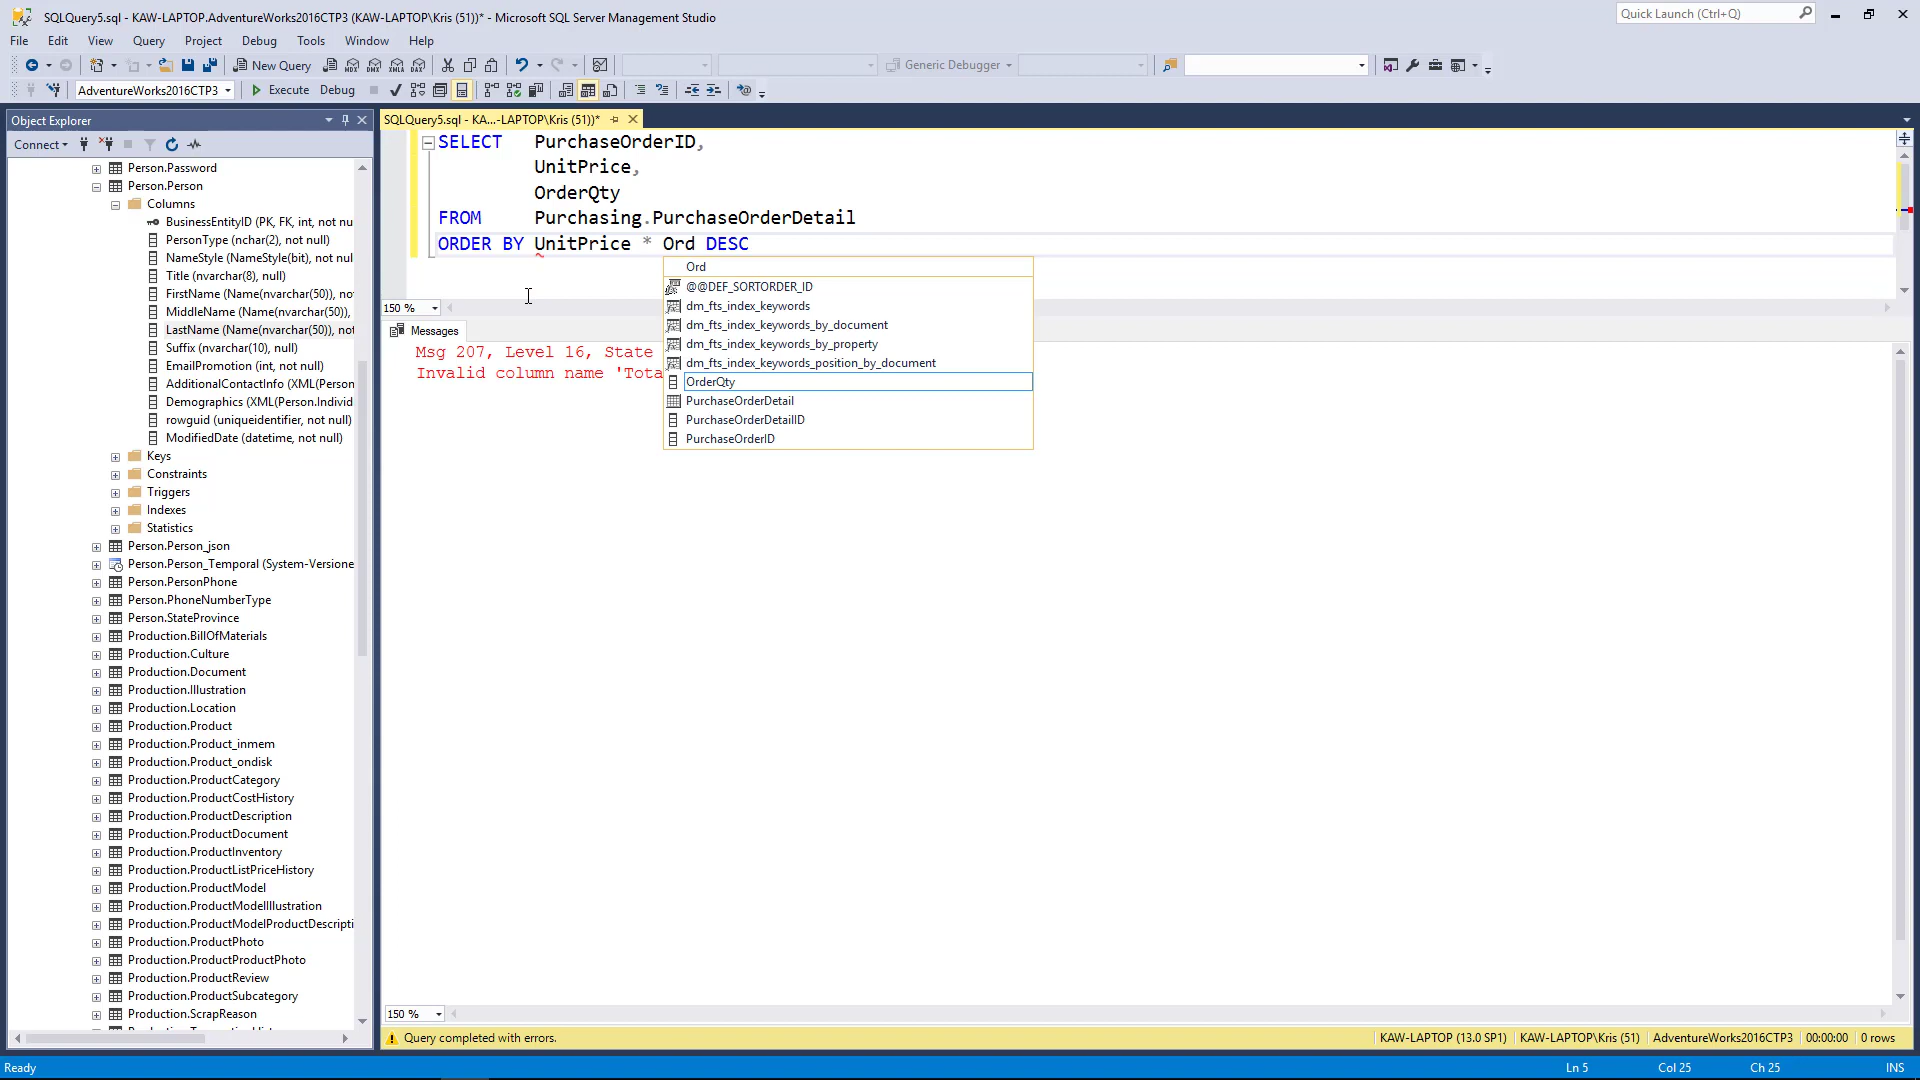 SQLQuery5.sql - KAW-LAPTOP.AdventureWorks2016CTP3 (KAW-LAPTOP\Kris (51))* - Microsoft SQL Server Management Studio
Quick Launch (Ctrl+Q)
File Edit View Query Project Debug Tools Window Help
New Query
Generic Debugger
AdventureWorks2016CTP3
Execute Debug
Object Explorer
Connect
Person.Password
Person.Person
Columns
BusinessEntityID (PK, FK, int, not nu
PersonType (nchar(2), not null)
NameStyle (NameStyle(bit), not nul
Title (nvarchar(8), null)
FirstName (Name(nvarchar(50)), no
MiddleName (Name(nvarchar(50)),
LastName (Name(nvarchar(50)), not
Suffix (nvarchar(10), null)
EmailPromotion (int, not null)
AdditionalContactInfo (XML(Person
Demographics (XML(Person.Individ
rowguid (uniqueidentifier, not null)
ModifiedDate (datetime, not null)
Keys
Constraints
Triggers
Indexes
Statistics
Person.Person_json
Person.Person_Temporal (System-Versione
Person.PersonPhone
Person.PhoneNumberType
Person.StateProvince
Production.BillOfMaterials
Production.Culture
Production.Document
Production.Illustration
Production.Location
Production.Product
Production.Product_inmem
Production.Product_ondisk
Production.ProductCategory
Production.ProductCostHistory
Production.ProductDescription
Production.ProductDocument
Production.ProductInventory
Production.ProductListPriceHistory
Production.ProductModel
Production.ProductModelIllustration
Production.ProductModelProductDescripti
Production.ProductPhoto
Production.ProductProductPhoto
Production.ProductReview
Production.ProductSubcategory
Production.ScrapReason
SQLQuery5.sql - KA...-LAPTOP\Kris (51))*
SELECT PurchaseOrderID,
UnitPrice,
OrderQty
FROM Purchasing.PurchaseOrderDetail
ORDER BY UnitPrice * Ord DESC
Ord
@@DEF_SORTORDER_ID
dm_fts_index_keywords
dm_fts_index_keywords_by_document
dm_fts_index_keywords_by_property
dm_fts_index_keywords_position_by_document
OrderQty
PurchaseOrderDetail
PurchaseOrderDetailID
PurchaseOrderID
150 %
Messages
Msg 207, Level 16, State
Invalid column name 'Tota
150 %
Query completed with errors.
KAW-LAPTOP (13.0 SP1) KAW-LAPTOP\Kris (51) AdventureWorks2016CTP3 00:00:00 0 rows
Ready
Ln 5 Col 25 Ch 25 INS